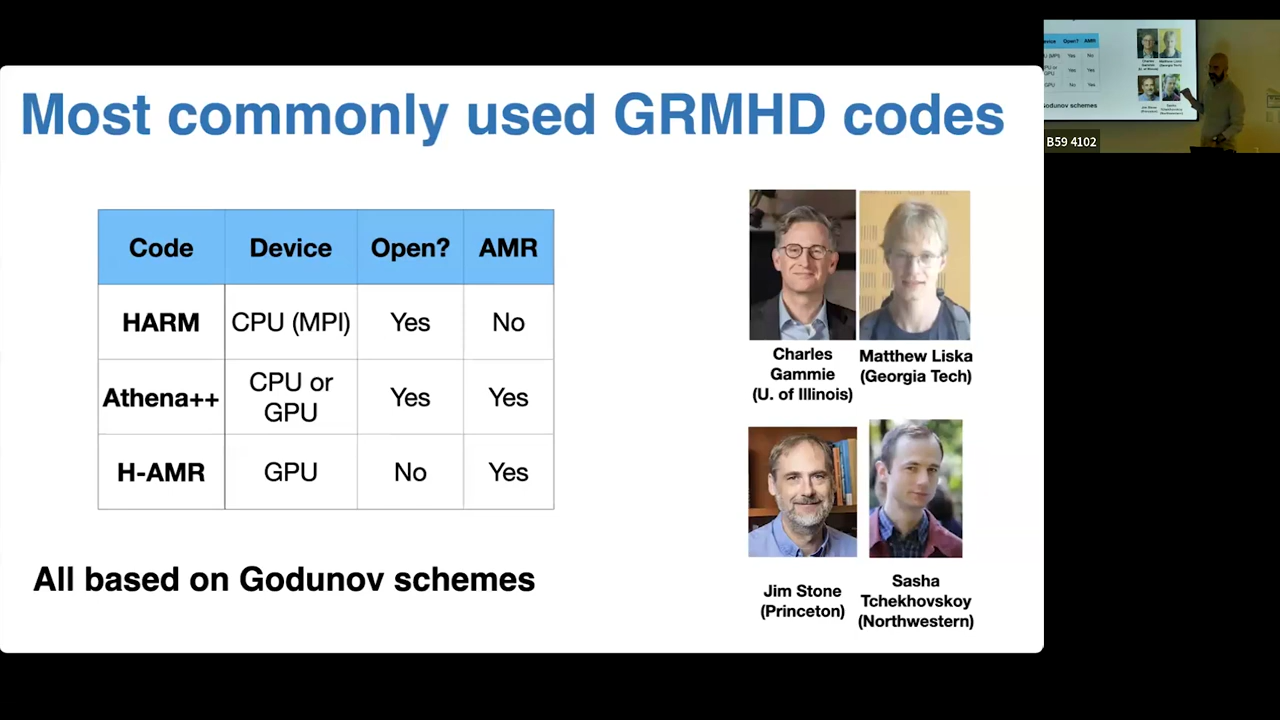 Most commonly used GRMHD codes
Code Device Open? AMR
HARM CPU (MPI) Yes No
Athena++ CPU or GPU Yes Yes
H-AMR GPU No Yes
All based on Godunov schemes
Charles
Gammie
(U. of Illinois)
Matthew Liska
(Georgia Tech)
Jim Stone
(Princeton)
Sasha
Tchekhovskoy
(Northwestern)
B59 4102